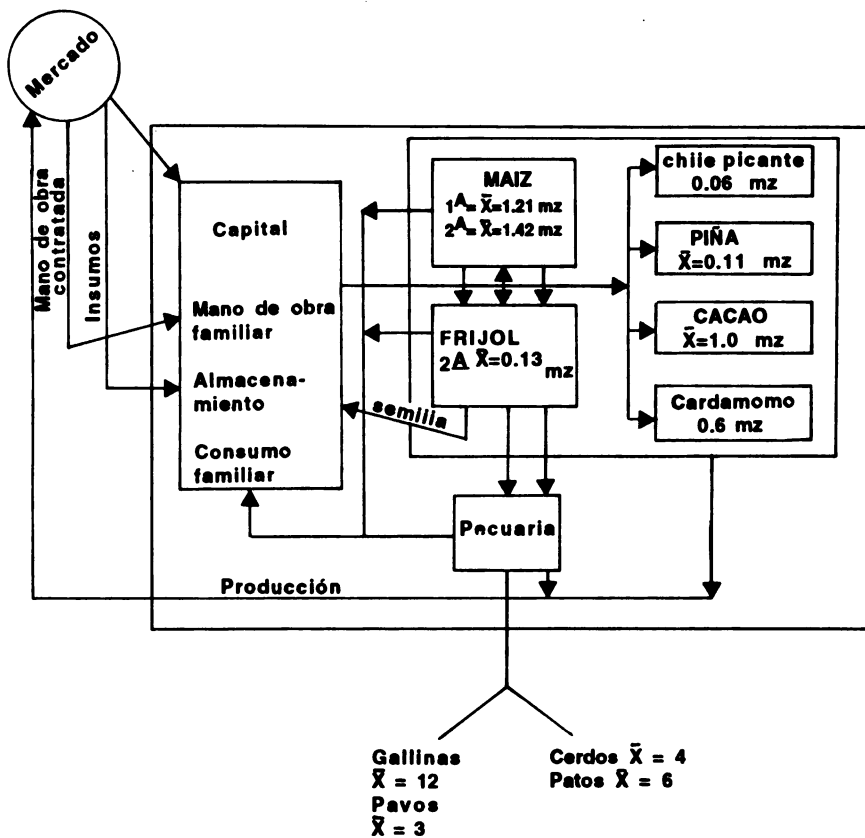 Mercado
Mano de obra
contratada
Insumos
Capital
Mano de obra
familiar
Almacena-
miento
Consumo
familiar
MAIZ
1A= X̄=1.21 mz
2A= X̄=1.42 mz
FRIJOL
2A X̄=0.13 mz
semilla
chile picante
0.06 mz
PIÑA
X̄=0.11 mz
CACAO
X̄=1.0 mz
Cardamomo
0.6 mz
Pecuaria
Producción
Gallinas
X̄ = 12
Pavos
X̄ = 3
Cerdos X̄ = 4
Patos X̄ = 6